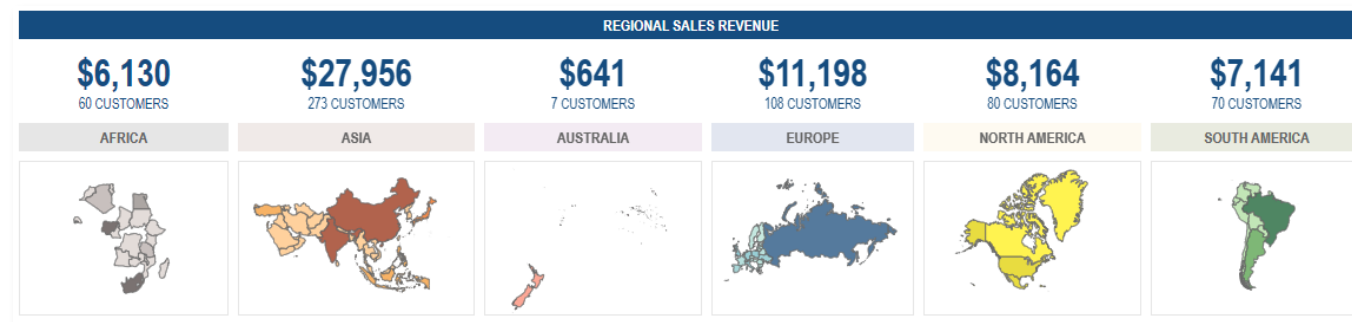 REGIONAL SALES REVENUE
$6,130 $27,956 $641 $11,198 $8,164 $7,141
60 CUSTOMERS 273 CUSTOMERS 7 CUSTOMERS 108 CUSTOMERS 80 CUSTOMERS 70 CUSTOMERS
AFRICA ASIA AUSTRALIA EUROPE NORTH AMERICA SOUTH AMERICA